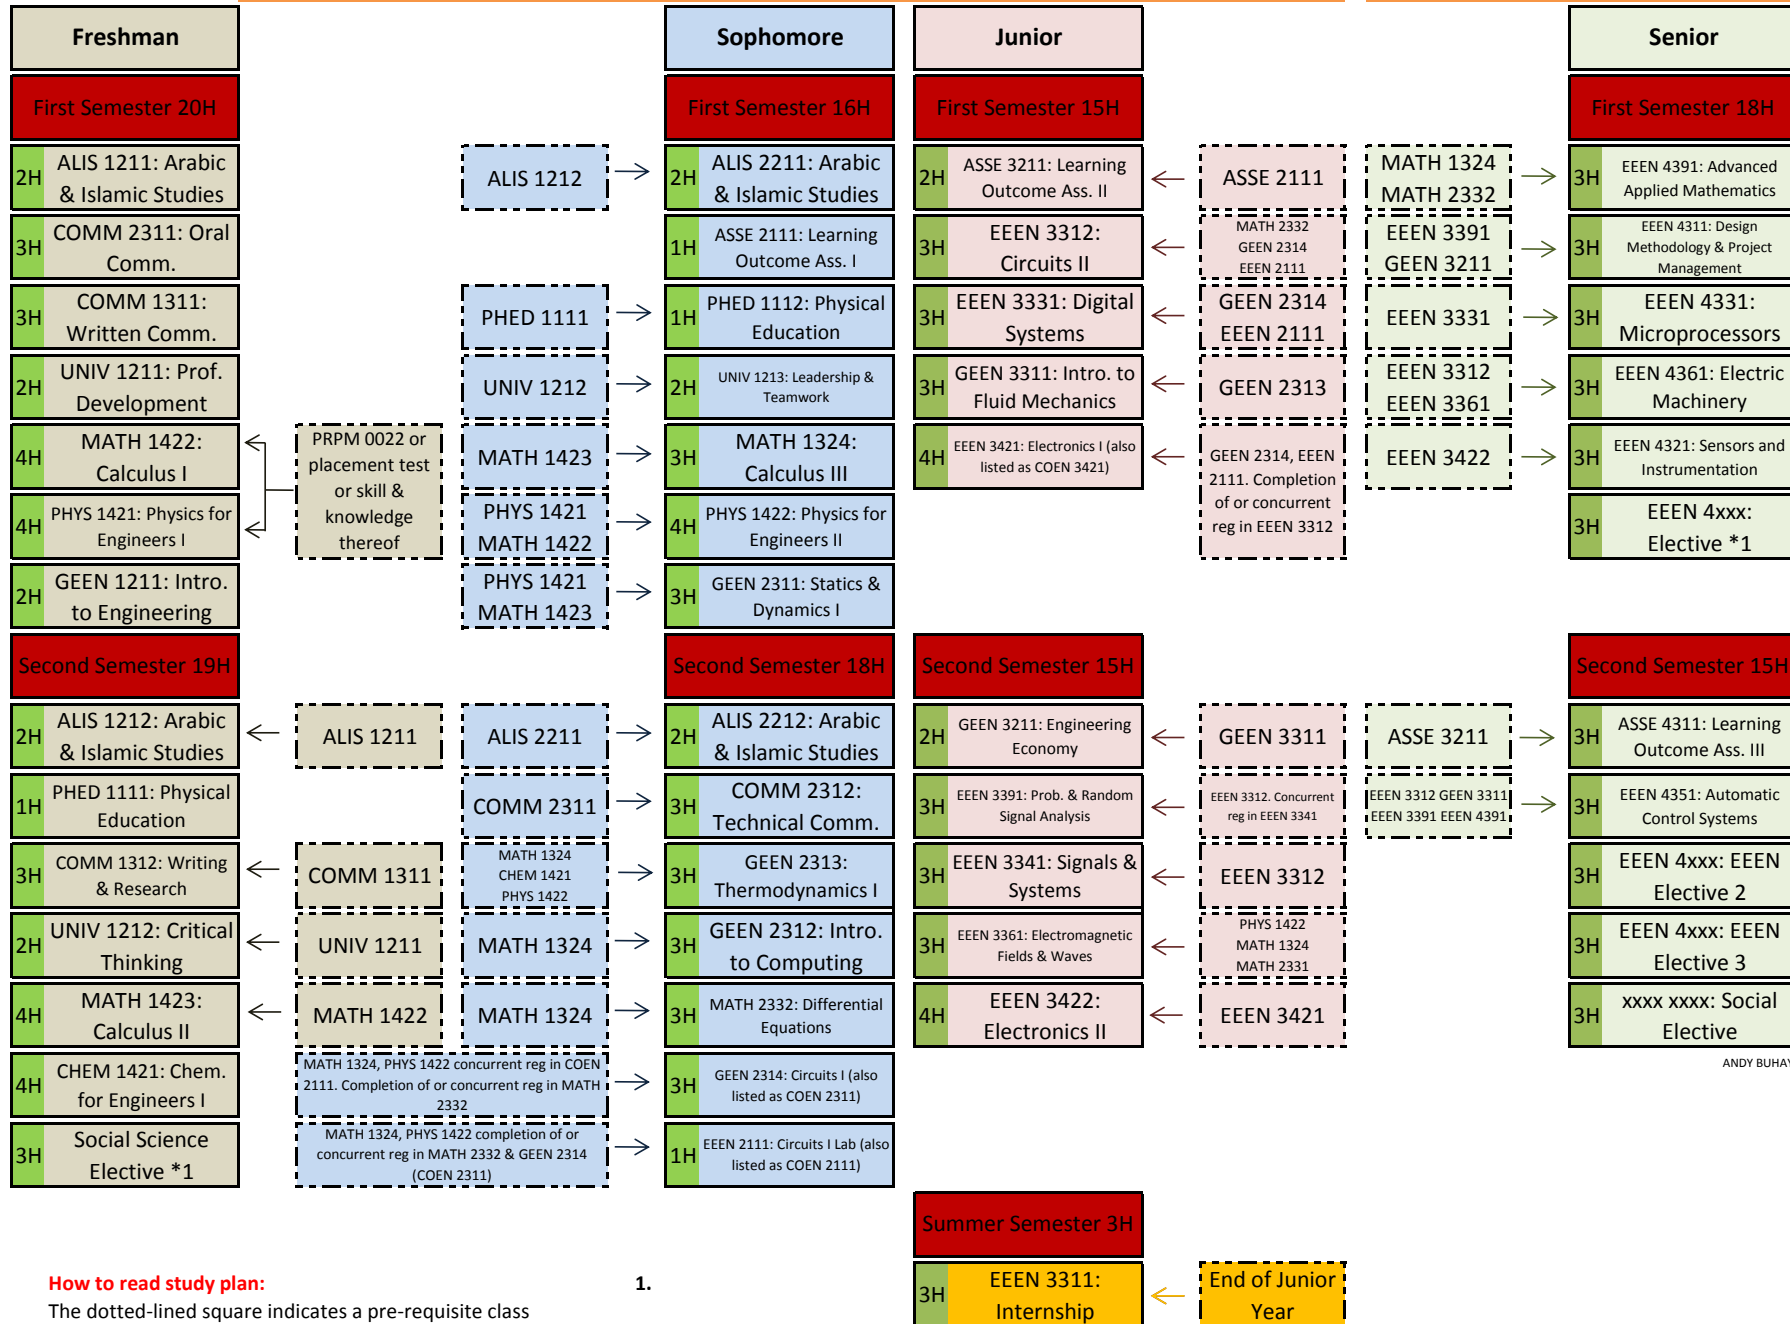 Freshman
First Semester 20H
2H
ALIS 1211: Arabic
& Islamic Studies
3H
COMM 2311: Oral
Comm.
3H
COMM 1311:
Written Comm.
2H
UNIV 1211: Prof.
Development
4H
MATH 1422:
Calculus I
4H
PHYS 1421: Physics for
Engineers I
2H
GEEN 1211: Intro.
to Engineering
PRPM 0022 or
placement test
or skill &
knowledge
thereof
Second Semester 19H
2H
ALIS 1212: Arabic
& Islamic Studies
ALIS 1211
1H
PHED 1111: Physical
Education
3H
COMM 1312: Writing
& Research
COMM 1311
2H
UNIV 1212: Critical
Thinking
UNIV 1211
4H
MATH 1423:
Calculus II
MATH 1422
4H
CHEM 1421: Chem.
for Engineers I
3H
Social Science
Elective *1
Sophomore
First Semester 16H
ALIS 1212
2H
ALIS 2211: Arabic
& Islamic Studies
1H
ASSE 2111: Learning
Outcome Ass. I
PHED 1111
1H
PHED 1112: Physical
Education
UNIV 1212
2H
UNIV 1213: Leadership &
Teamwork
MATH 1423
3H
MATH 1324:
Calculus III
PHYS 1421
MATH 1422
4H
PHYS 1422: Physics for
Engineers II
PHYS 1421
MATH 1423
3H
GEEN 2311: Statics &
Dynamics I
Second Semester 18H
ALIS 2211
2H
ALIS 2212: Arabic
& Islamic Studies
COMM 2311
3H
COMM 2312:
Technical Comm.
MATH 1324
CHEM 1421
PHYS 1422
3H
GEEN 2313:
Thermodynamics I
MATH 1324
3H
GEEN 2312: Intro.
to Computing
MATH 1324
3H
MATH 2332: Differential
Equations
MATH 1324, PHYS 1422 concurrent reg in COEN
2111. Completion of or concurrent reg in MATH
2332
3H
GEEN 2314: Circuits I (also
listed as COEN 2311)
MATH 1324, PHYS 1422 completion of or
concurrent reg in MATH 2332 & GEEN 2314
(COEN 2311)
1H
EEEN 2111: Circuits I Lab (also
listed as COEN 2111)
Junior
First Semester 15H
2H
ASSE 3211: Learning
Outcome Ass. II
ASSE 2111
3H
EEEN 3312:
Circuits II
MATH 2332
GEEN 2314
EEEN 2111
3H
EEEN 3331: Digital
Systems
GEEN 2314
EEEN 2111
3H
GEEN 3311: Intro. to
Fluid Mechanics
GEEN 2313
4H
EEEN 3421: Electronics I (also
listed as COEN 3421)
GEEN 2314, EEEN
2111. Completion
of or concurrent
reg in EEEN 3312
Second Semester 15H
2H
GEEN 3211: Engineering
Economy
GEEN 3311
3H
EEEN 3391: Prob. & Random
Signal Analysis
EEEN 3312. Concurrent
reg in EEEN 3341
3H
EEEN 3341: Signals &
Systems
EEEN 3312
3H
EEEN 3361: Electromagnetic
Fields & Waves
PHYS 1422
MATH 1324
MATH 2331
4H
EEEN 3422:
Electronics II
EEEN 3421
Summer Semester 3H
3H
EEEN 3311:
Internship
End of Junior
Year
Senior
First Semester 18H
MATH 1324
MATH 2332
3H
EEEN 4391: Advanced
Applied Mathematics
EEEN 3391
GEEN 3211
3H
EEEN 4311: Design
Methodology & Project
Management
EEEN 3331
3H
EEEN 4331:
Microprocessors
EEEN 3312
EEEN 3361
3H
EEEN 4361: Electric
Machinery
EEEN 3422
3H
EEEN 4321: Sensors and
Instrumentation
3H
EEEN 4xxx:
Elective *1
Second Semester 15H
ASSE 3211
3H
ASSE 4311: Learning
Outcome Ass. III
EEEN 3312 GEEN 3311
EEEN 3391 EEEN 4391
3H
EEEN 4351: Automatic
Control Systems
3H
EEEN 4xxx: EEEN
Elective 2
3H
EEEN 4xxx: EEEN
Elective 3
3H
xxxx xxxx: Social
Elective
ANDY BUHAY
How to read study plan:
The dotted-lined square indicates a pre-requisite class
1.